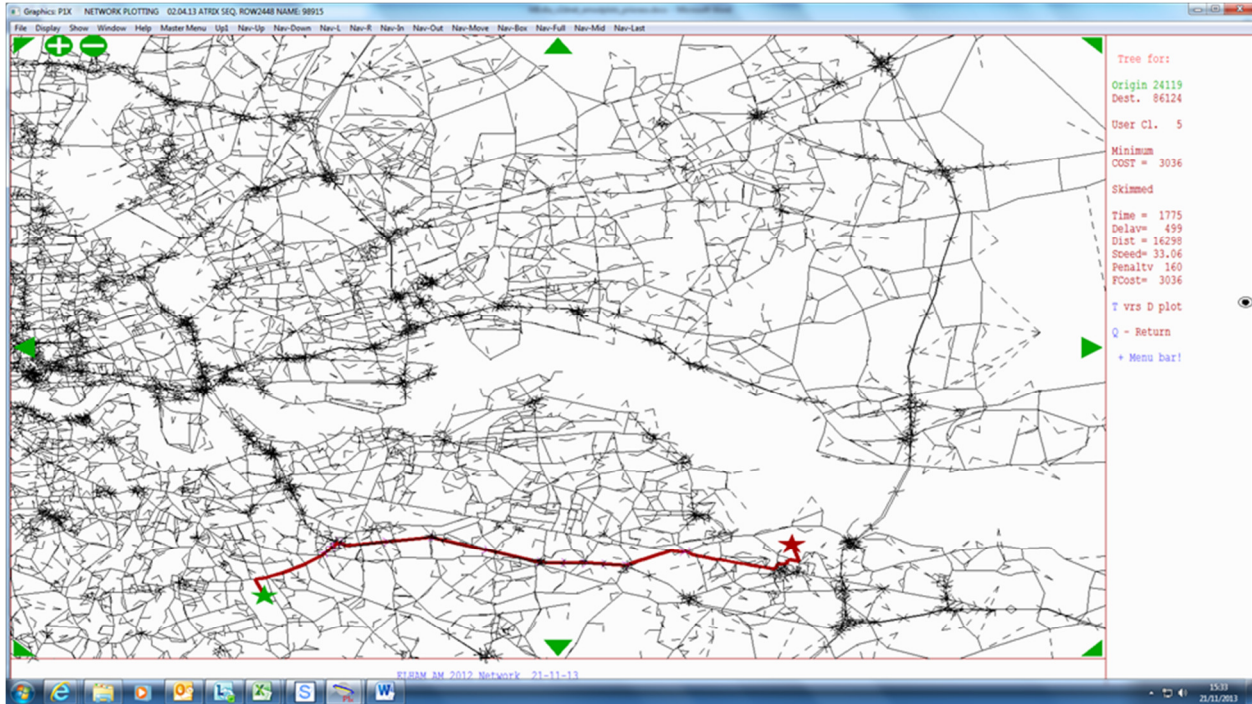 Graphics: P1X NETWORK PLOTTING 02.04.13 ATRIX SEQ. ROW2448 NAME: 98915
File Display Show Window Help Master Menu Up1 Nav-Up Nav-Down Nav-L Nav-R Nav-In Nav-Out Nav-Move Nav-Box Nav-Full Nav-Mid Nav-Last
Tree for:
Origin 24119
Dest. 86124
User Cl. 5
Minimum
COST = 3036
Skimmed
Time = 1775
Delay= 499
Dist = 16298
Speed= 33.06
Penalty 160
FCost= 3036
T vrs D plot
Q - Return
+ Menu bar!
ELHAM AM 2012 Network 21-11-13
15:33
21/11/2013